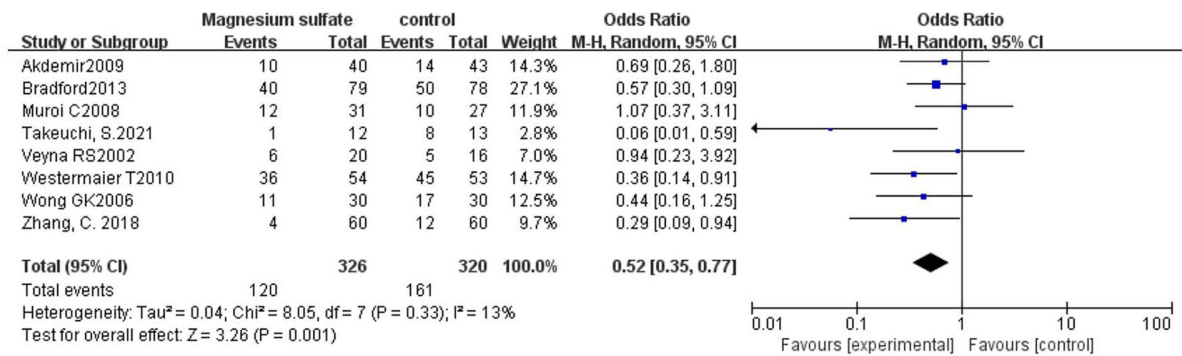 Magnesium sulfate control Odds Ratio Odds Ratio
Study or Subgroup Events Total Events Total Weight M-H, Random, 95% CI M-H, Random, 95% CI
Akdemir2009 10 40 14 43 14.3% 0.69 [0.26, 1.80]
Bradford2013 40 79 50 78 27.1% 0.57 [0.30, 1.09]
Muroi C2008 12 31 10 27 11.9% 1.07 [0.37, 3.11]
Takeuchi, S.2021 1 12 8 13 2.8% 0.06 [0.01, 0.59]
Veyna RS2002 6 20 5 16 7.0% 0.94 [0.23, 3.92]
Westermaier T2010 36 54 45 53 14.7% 0.36 [0.14, 0.91]
Wong GK2006 11 30 17 30 12.5% 0.44 [0.16, 1.25]
Zhang, C. 2018 4 60 12 60 9.7% 0.29 [0.09, 0.94]
Total (95% CI) 326 320 100.0% 0.52 [0.35, 0.77]
Total events 120 161
Heterogeneity: Tau² = 0.04; Chi² = 8.05, df = 7 (P = 0.33); I² = 13%
Test for overall effect: Z = 3.26 (P = 0.001)
0.01 0.1 1 10 100
Favours [experimental] Favours [control]